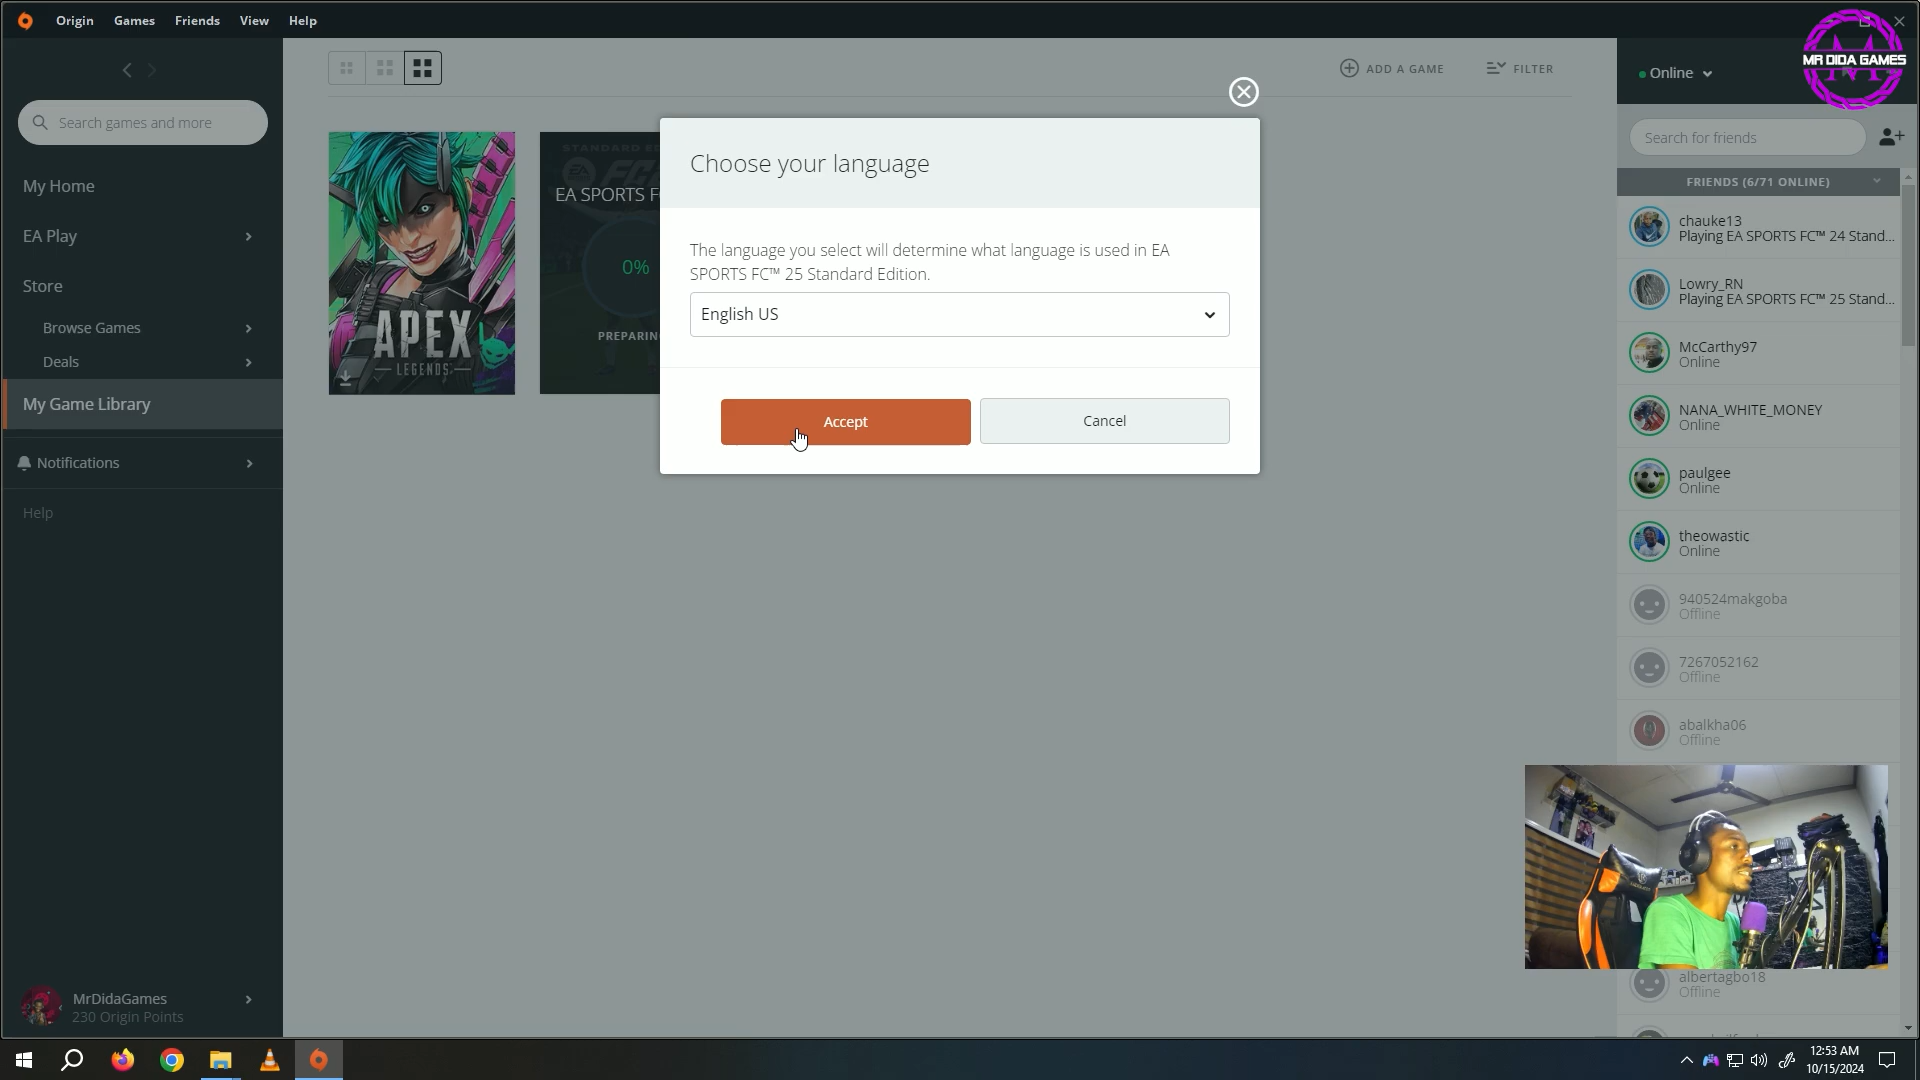 Origin
Games
Friends
View
Help
MR DIDA GAMES
Search games and more
My Home
EA Play
Store
Browse Games
Deals
My Game Library
Notifications
Help
MrDidaGames
230 Origin Points
ADD A GAME
FILTER
APEX
LEGENDS
STANDARD ED
EA SPORTS F
0%
PREPARIN
Choose your language
The language you select will determine what language is used in EA
SPORTS FC™ 25 Standard Edition.
English US
Accept
Cancel
Online
Search for friends
FRIENDS (6/71 ONLINE)
chauke13
Playing EA SPORTS FC™ 24 Stand...
Lowry_RN
Playing EA SPORTS FC™ 25 Stand...
McCarthy97
Online
NANA_WHITE_MONEY
Online
paulgee
Online
theowastic
Online
940524makgoba
Offline
7267052162
Offline
abalkha06
Offline
albertagbo18
Offline
12:53 AM
10/15/2024